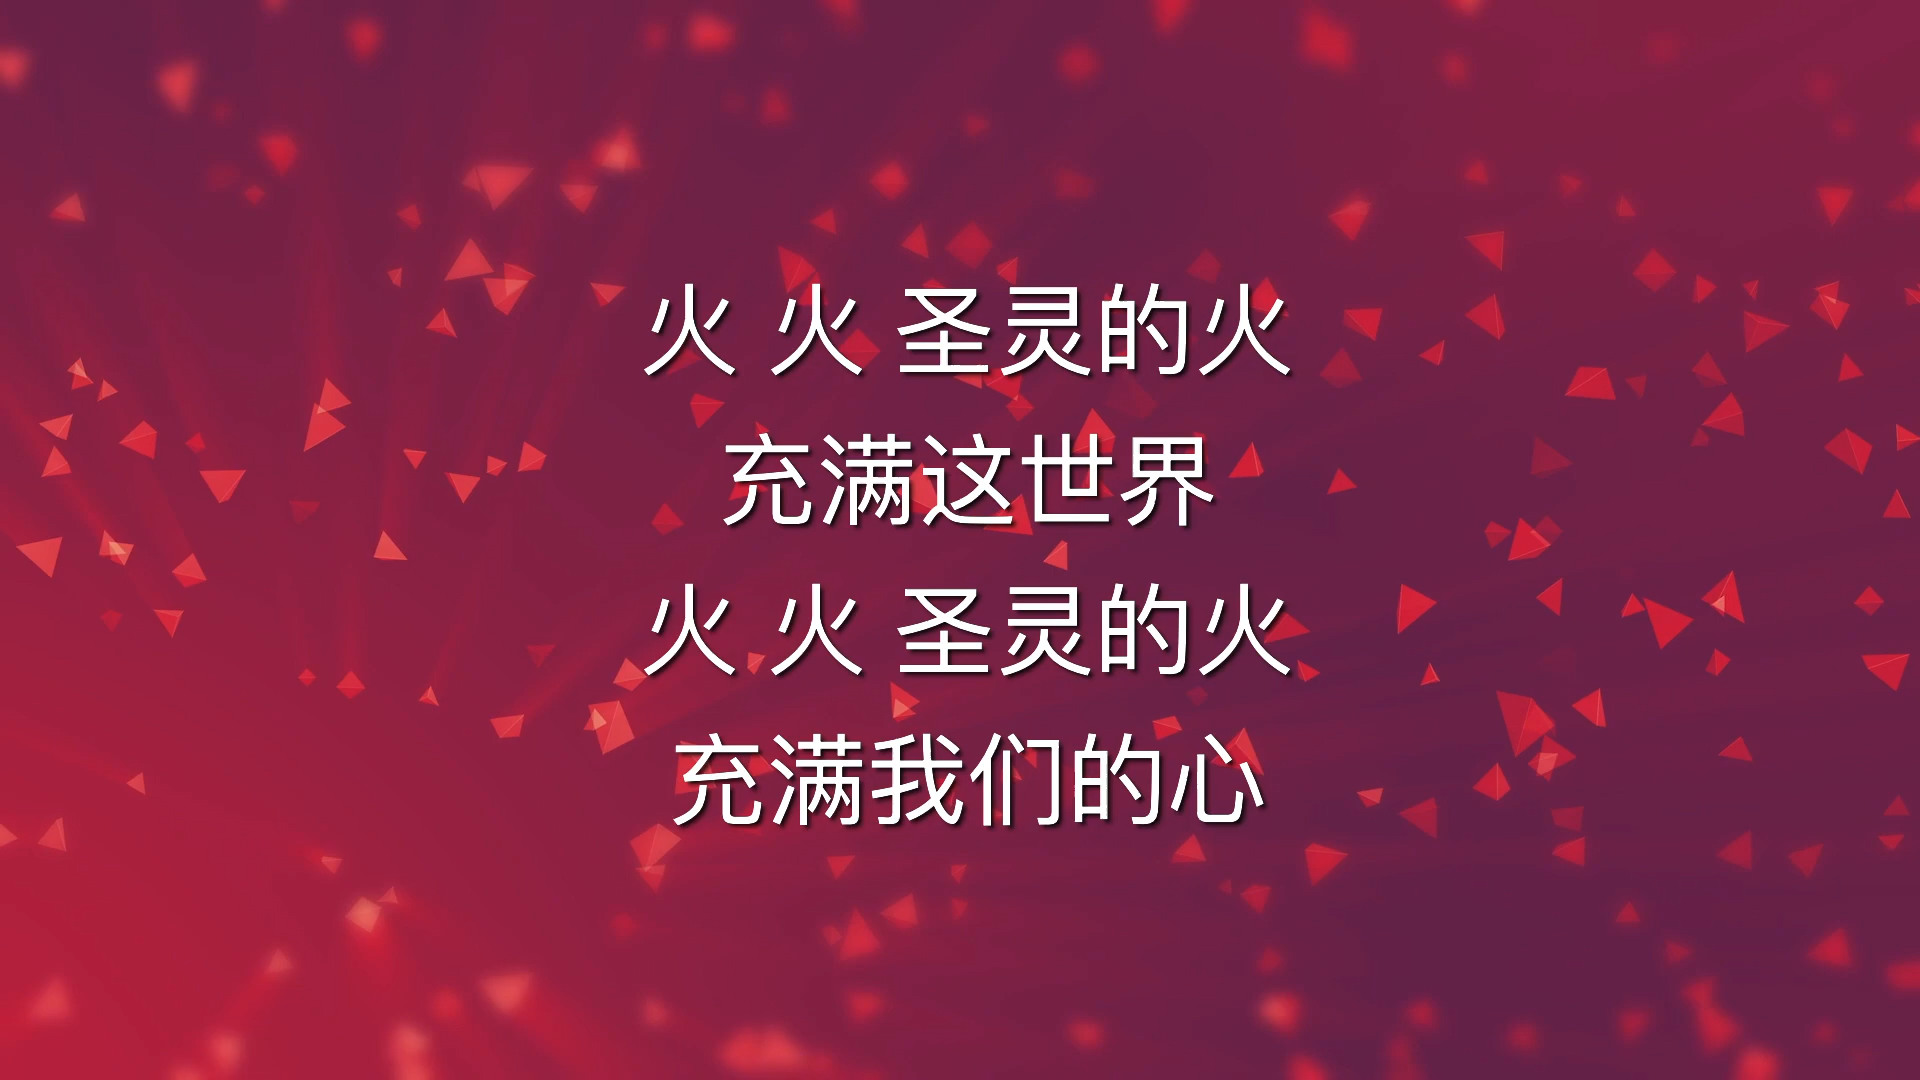 火 火 圣灵的火
充满这世界
火 火 圣灵的火
充满我们的心